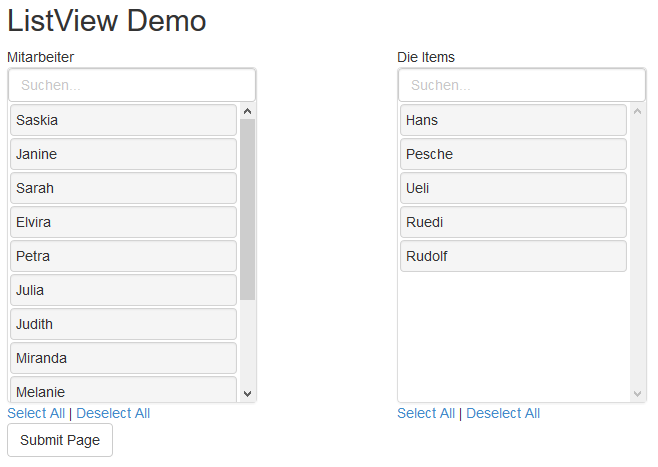 ListView Demo
Mitarbeiter
Suchen...
Saskia
Janine
Sarah
Elvira
Petra
Julia
Judith
Miranda
Melanie
Select All | Deselect All
Submit Page
Die Items
Suchen...
Hans
Pesche
Ueli
Ruedi
Rudolf
Select All | Deselect All